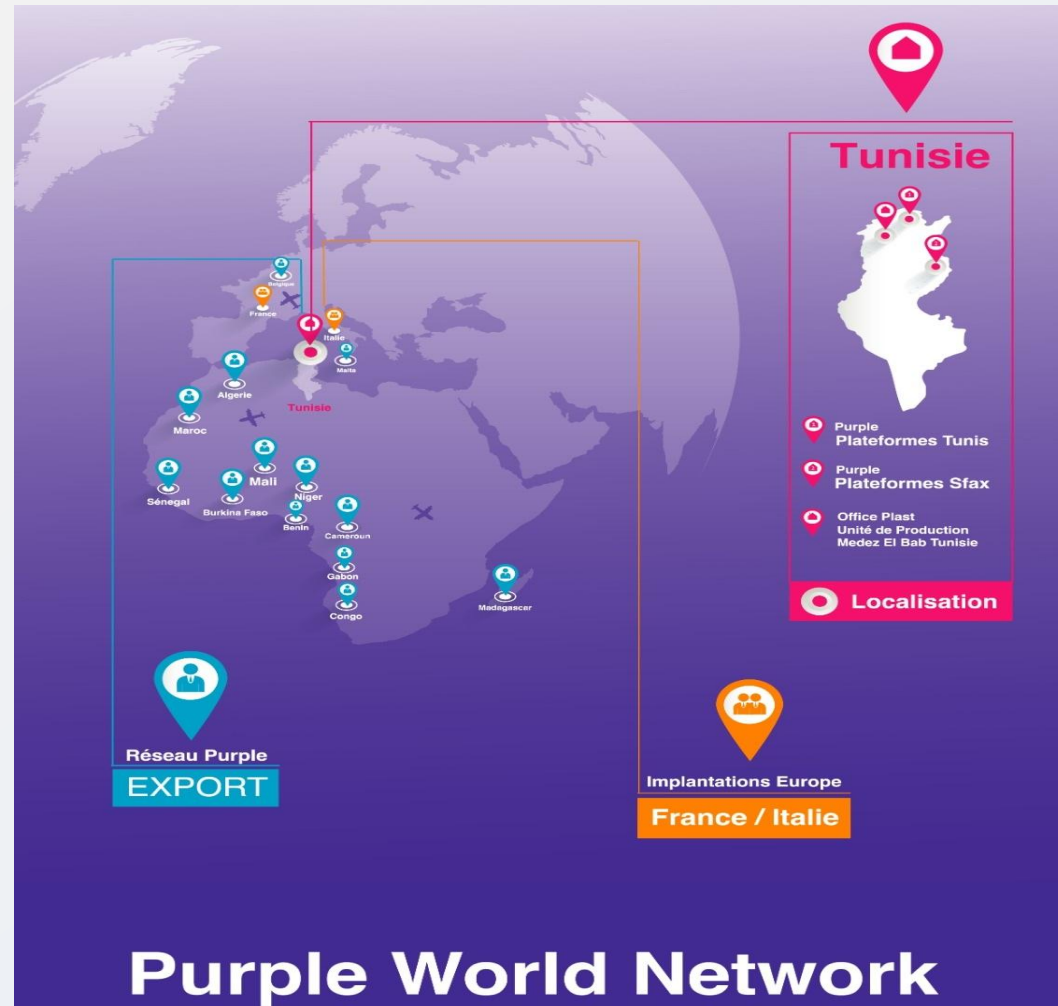 Tunisie
Belgique
France
Italie
Malte
Algerie
Tunisie
Maroc
Mali
Sénegal
Niger
Burkina Faso
Benin
Cameroun
Gabon
Congo
Madagascar
Purple
Plateformes Tunis
Purple
Plateformes Sfax
Office Plast
Unité de Production
Medez El Bab Tunisie
Localisation
Réseau Purple
EXPORT
Implantations Europe
France / Italie
Purple World Network